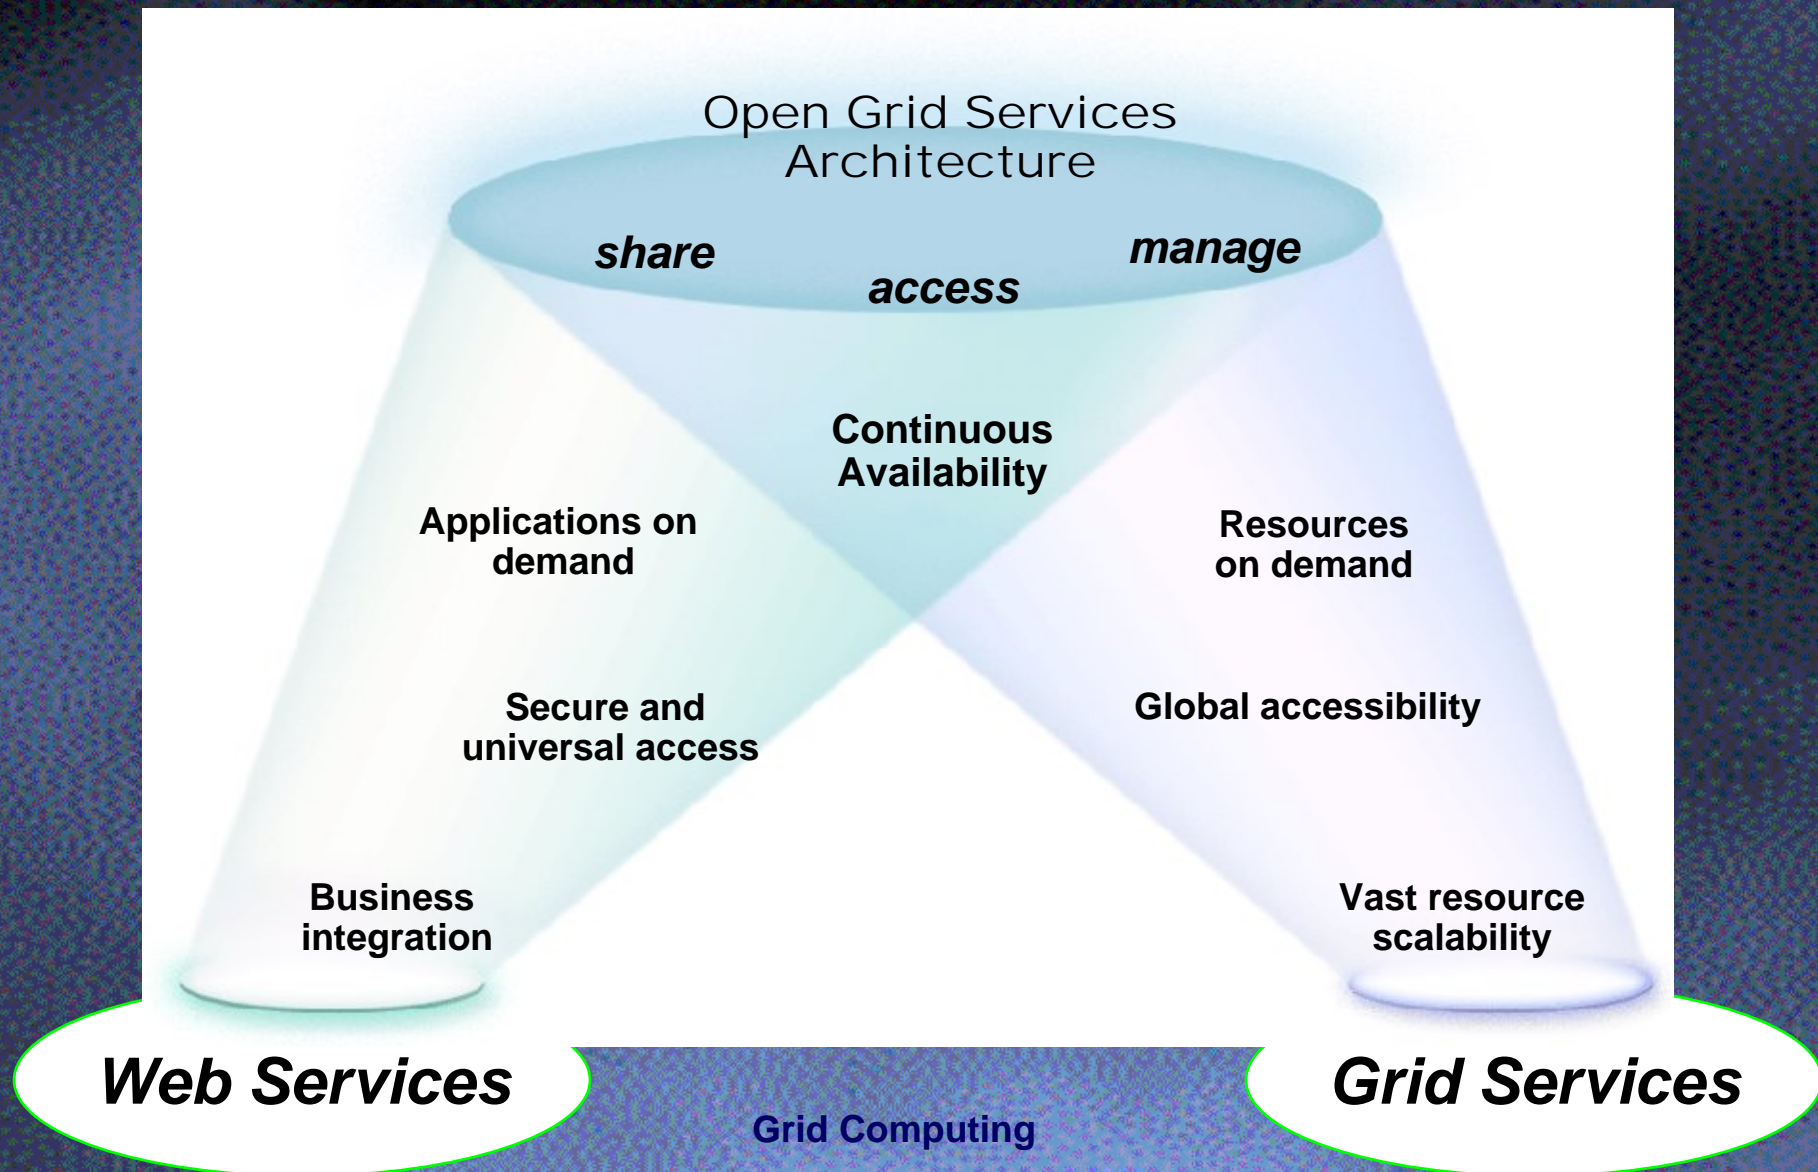 Open Grid Services
Architecture
share
access
manage
Continuous
Availability
Applications on
demand
Resources
on demand
Secure and
universal access
Global accessibility
Business
integration
Vast resource
scalability
Web Services
Grid Services
Grid Computing